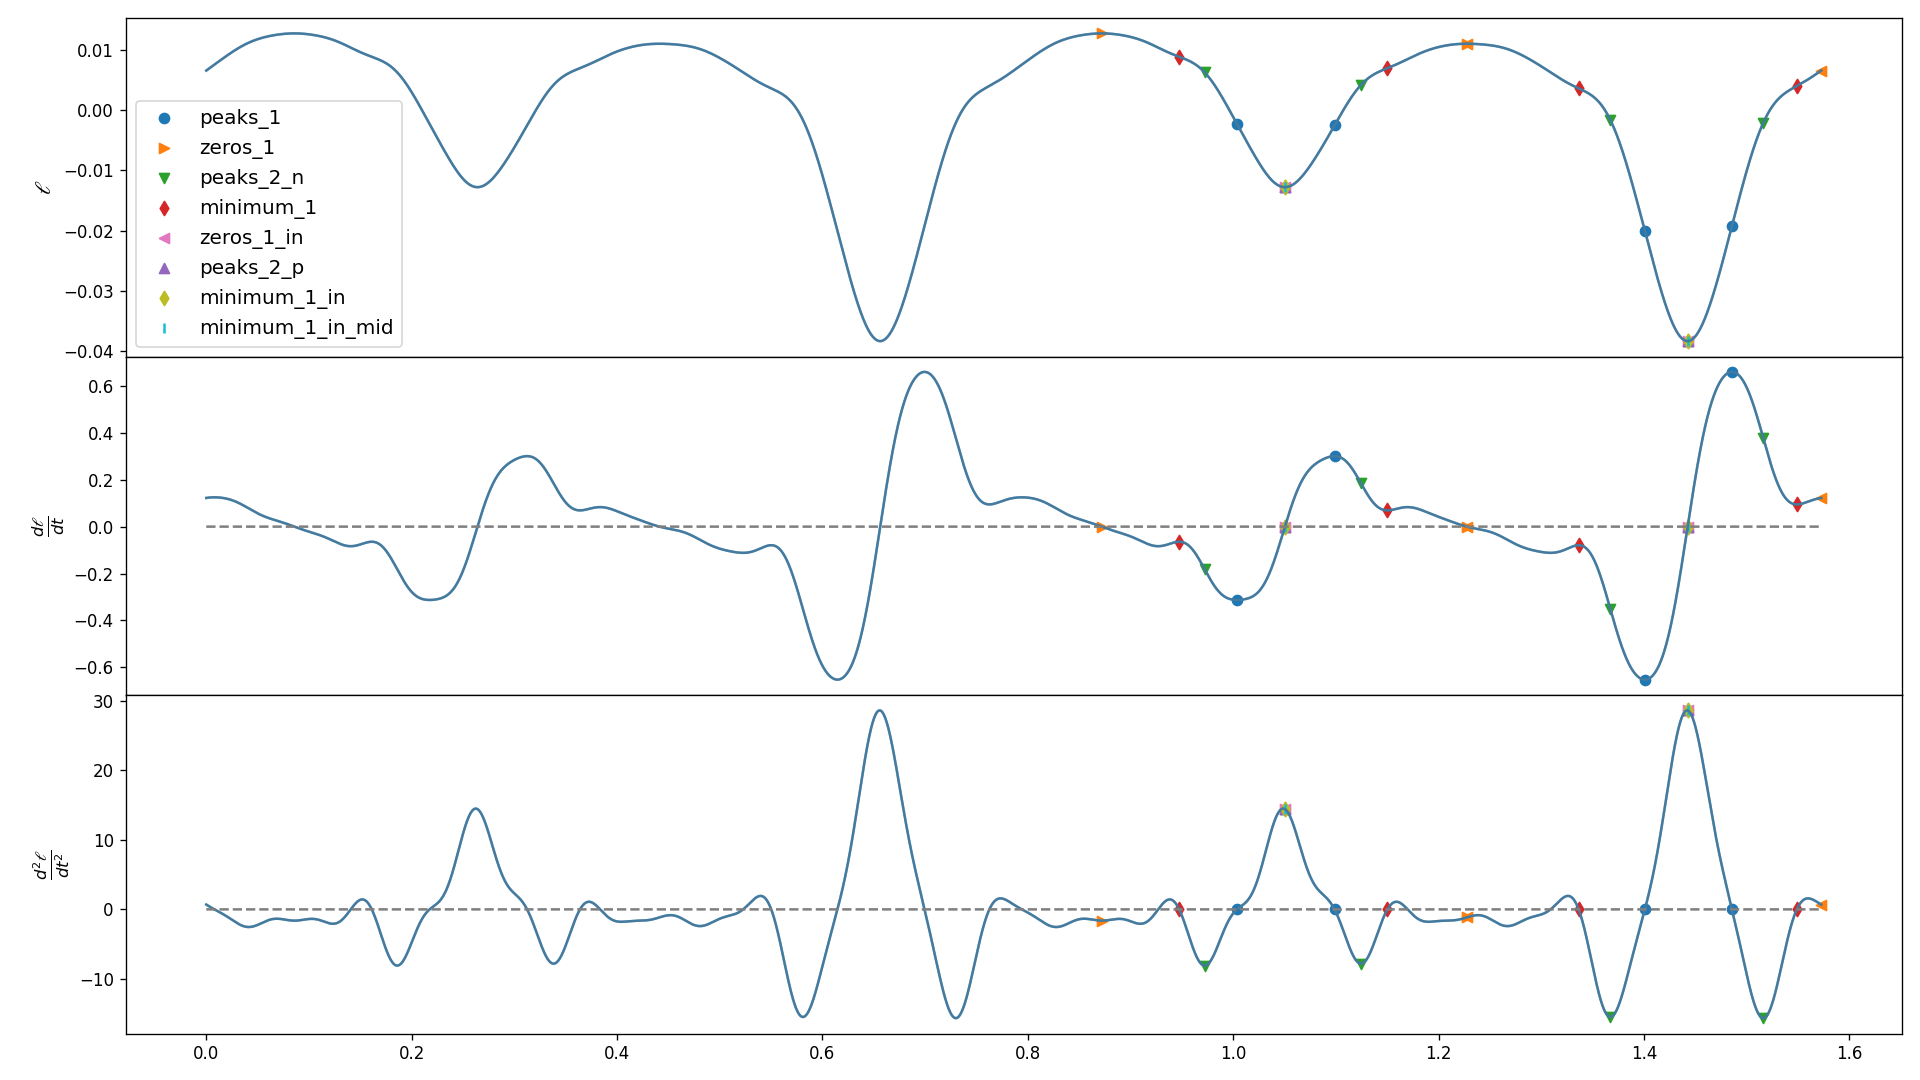 0.01
0.00
−0.01
−0.02
−0.03
−0.04
ℓ
peaks_1
zeros_1
peaks_2_n
minimum_1
zeros_1_in
peaks_2_p
minimum_1_in
minimum_1_in_mid
0.6
0.4
0.2
0.0
−0.2
−0.4
−0.6
dℓ
dt
30
20
10
0
−10
d²ℓ
dt²
0.0 0.2 0.4 0.6 0.8 1.0 1.2 1.4 1.6